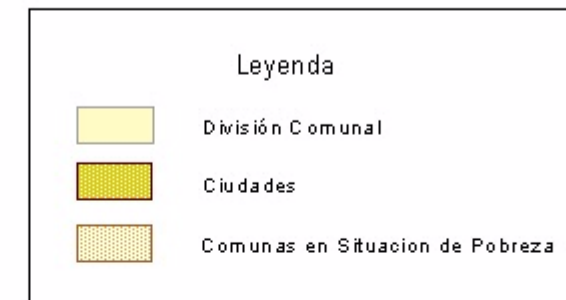 Leyenda
División Comunal
Ciudades
Comunas en Situacion de Pobreza